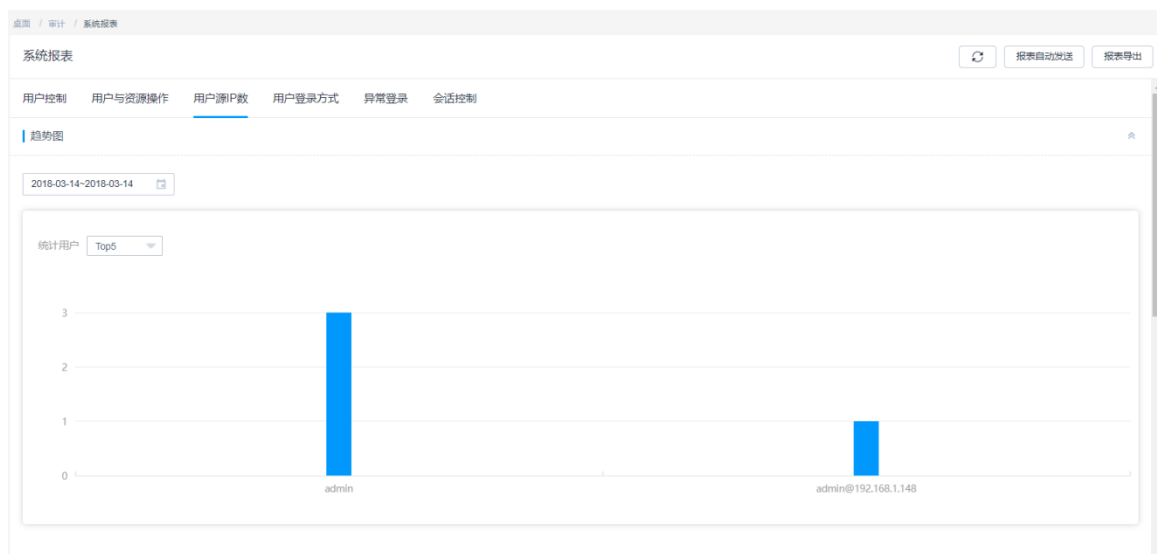 桌面 / 审计 / 系统报表
系统报表
报表自动发送 报表导出
用户控制 用户与资源操作 用户源IP数 用户登录方式 异常登录 会话控制
趋势图
2018-03-14~2018-03-14
统计用户 Top5
3
2
1
0
admin admin@192.168.1.148